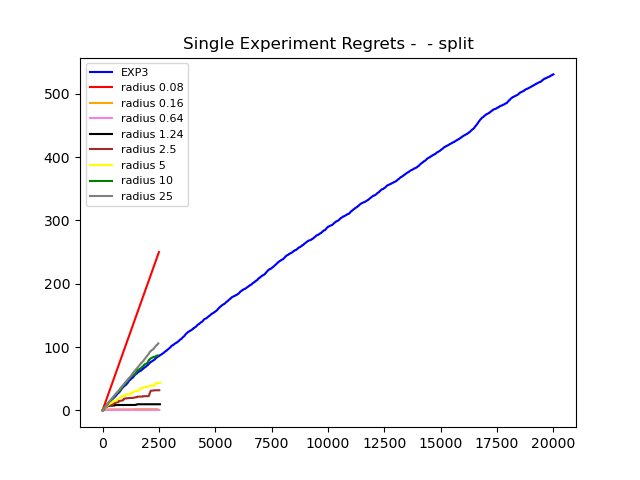 Single Experiment Regrets -  - split
EXP3
radius 0.08
radius 0.16
radius 0.64
radius 1.24
radius 2.5
radius 5
radius 10
radius 25
500
400
300
200
100
0
0 2500 5000 7500 10000 12500 15000 17500 20000